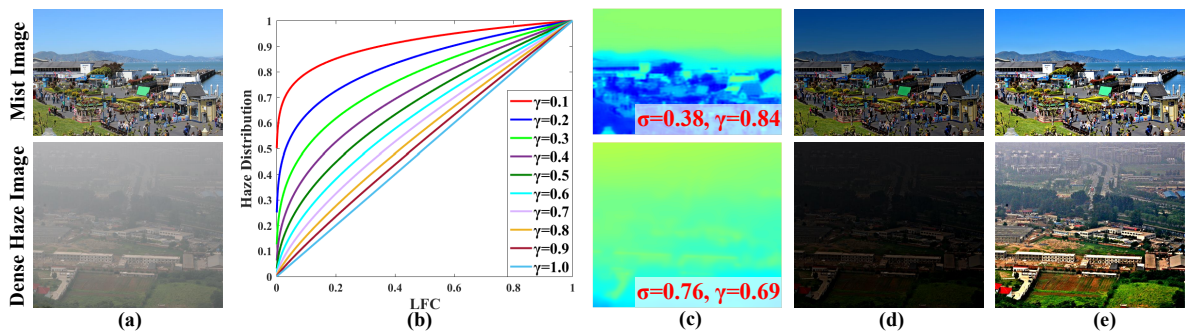 Mist Image
Dense Haze Image
Haze Distribution
1
0.9
0.8
0.7
0.6
0.5
0.4
0.3
0.2
0.1
0
γ=0.1
γ=0.2
γ=0.3
γ=0.4
γ=0.5
γ=0.6
γ=0.7
γ=0.8
γ=0.9
γ=1.0
0 0.2 0.4 0.6 0.8 1
LFC
σ=0.38, γ=0.84
σ=0.76, γ=0.69
(a) (b) (c) (d) (e)